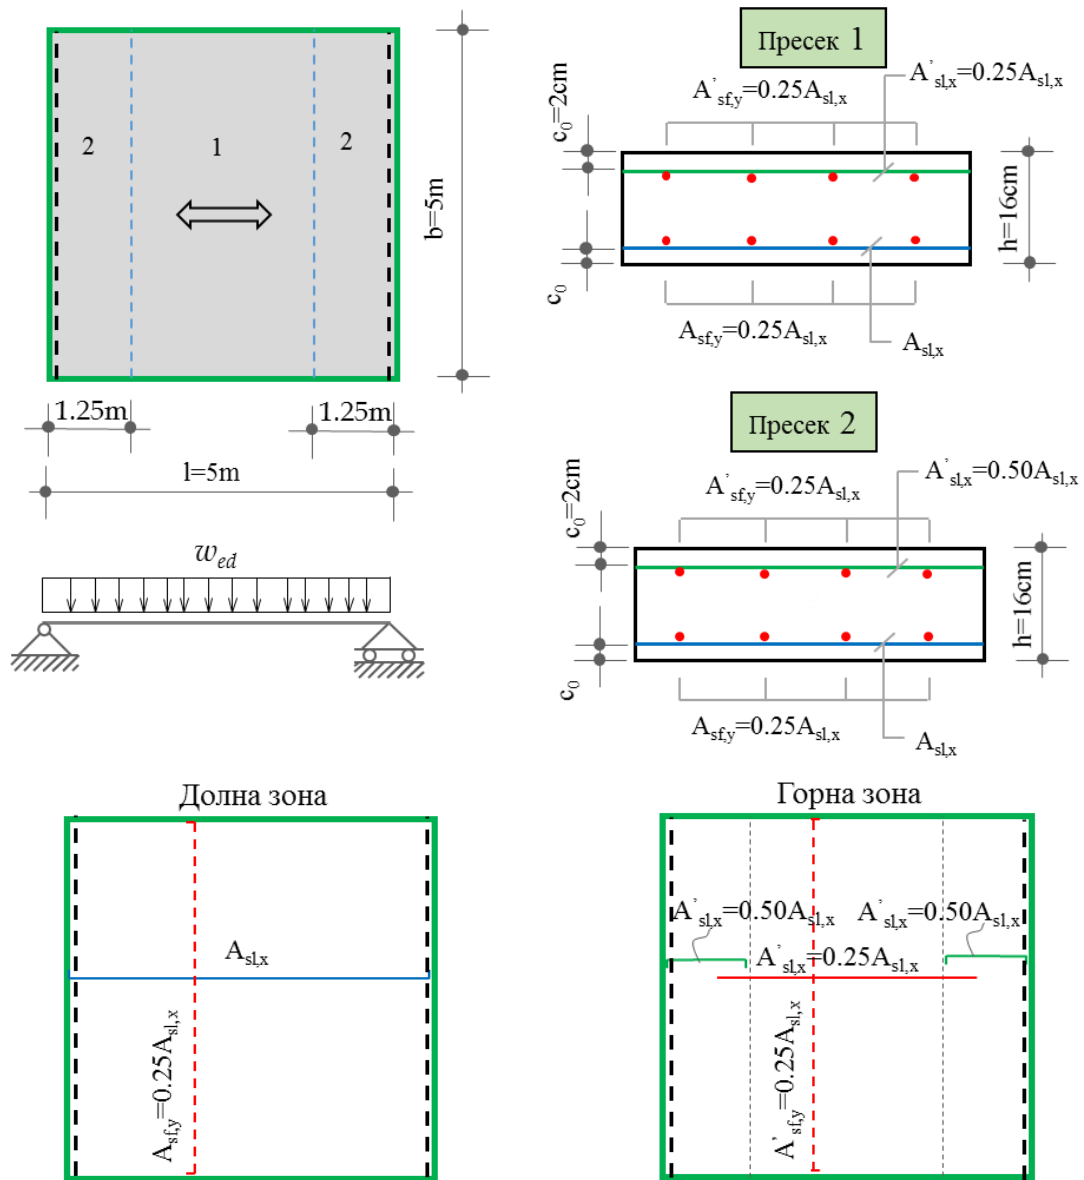 2
1
2
b=5m
1.25m
1.25m
l=5m
w_ed
Пресек 1
A'sf,y=0.25Asl,x
A'sl,x=0.25Asl,x
c0=2cm
h=16cm
c0
Asf,y=0.25Asl,x
Asl,x
Пресек 2
A'sf,y=0.25Asl,x
A'sl,x=0.50Asl,x
c0=2cm
h=16cm
c0
Asf,y=0.25Asl,x
Asl,x
Долна зона
Asl,x
Asf,y=0.25Asl,x
Горна зона
A'sl,x=0.50Asl,x
A'sl,x=0.50Asl,x
A'sl,x=0.25Asl,x
A'sf,y=0.25Asl,x